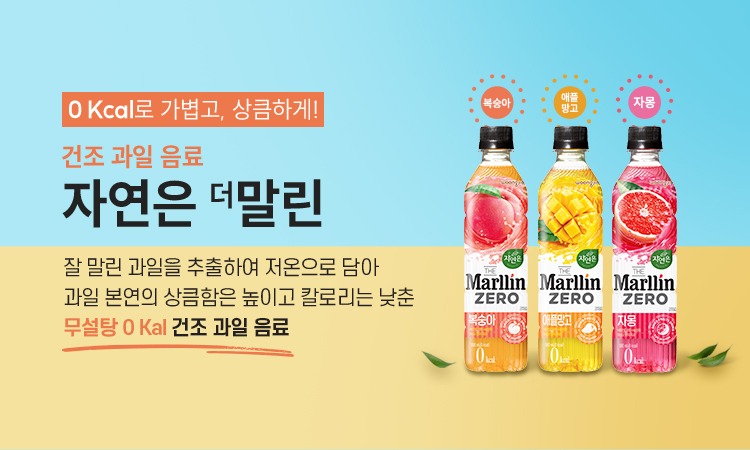 0 Kcal로 가볍고, 상큼하게!
건조 과일 음료
자연은 더말린
잘 말린 과일을 추출하여 저온으로 담아
과일 본연의 상큼함은 높이고 칼로리는 낮춘
무설탕 0 Kal 건조 과일 음료
복숭아
애플
망고
자몽
자연은
THE
Marllin
ZERO
복숭아
0 kcal
자연은
THE
Marllin
ZERO
애플망고
0 kcal
자연은
THE
Marllin
ZERO
자몽
0 kcal